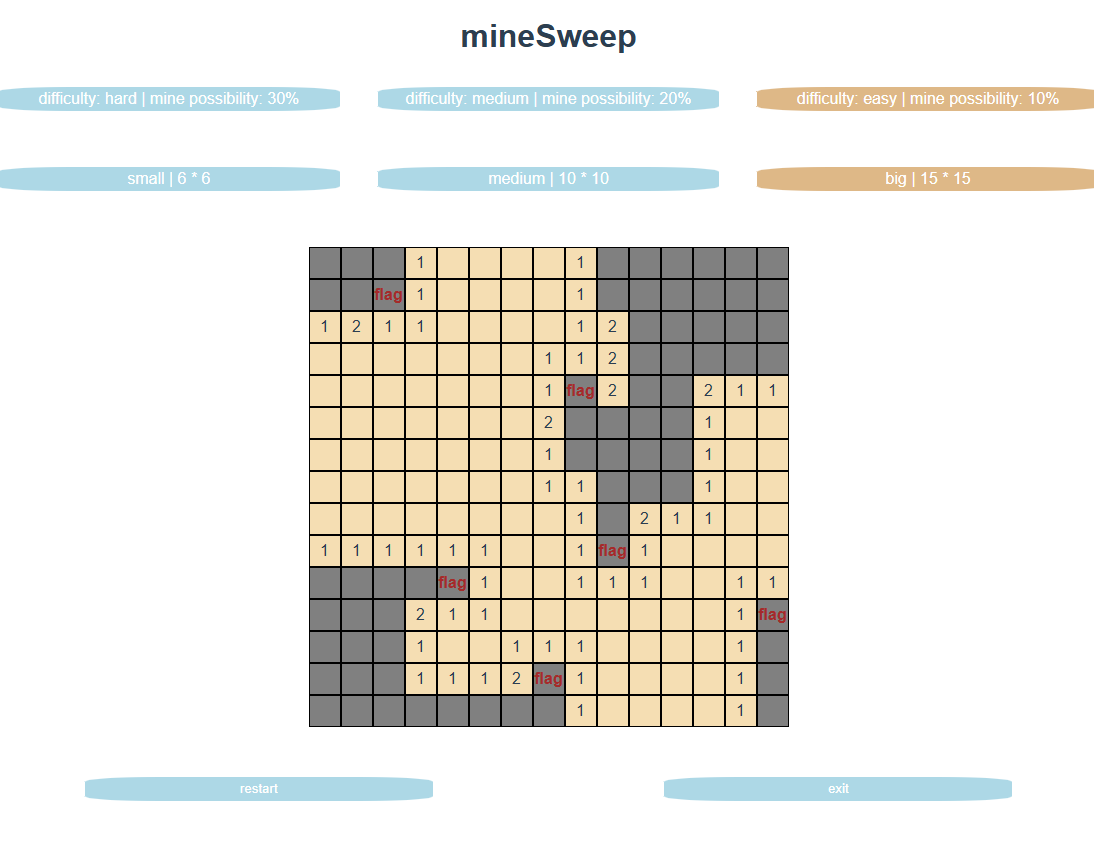 mineSweep
difficulty: hard | mine possibility: 30% difficulty: medium | mine possibility: 20% difficulty: easy | mine possibility: 10%
small | 6 * 6 medium | 10 * 10 big | 15 * 15
1 1
flag 1 1
1 2 1 1 1 2
1 1 2
1 flag 2 2 1 1
2 1
1 1
1 1 1
1 2 1 1
1 1 1 1 1 1 1 flag 1
flag 1 1 1 1 1 1
2 1 1 1 flag
1 1 1 1 1
1 1 1 2 flag 1 1
1 1
restart exit